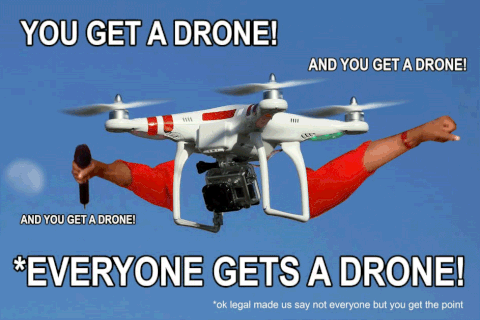 YOU GET A DRONE!
AND YOU GET A DRONE!
AND YOU GET A DRONE!
*EVERYONE GETS A DRONE!
*ok legal made us say not everyone but you get the point